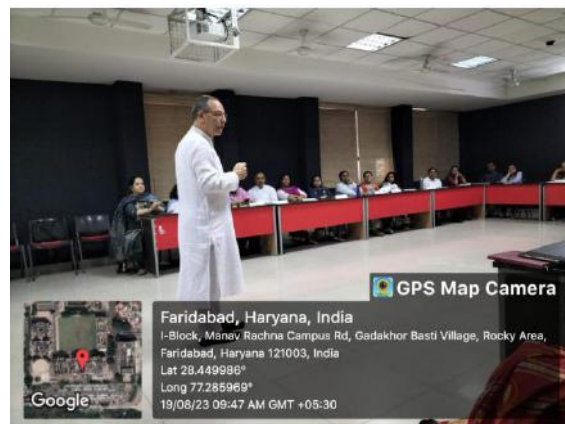 GPS Map Camera
Faridabad, Haryana, India
I-Block, Manav Rachna Campus Rd, Gadakhor Basti Village, Rocky Area,
Faridabad, Haryana 121003, India
Lat 28.449986°
Long 77.285969°
19/08/23 09:47 AM GMT +05:30
Google